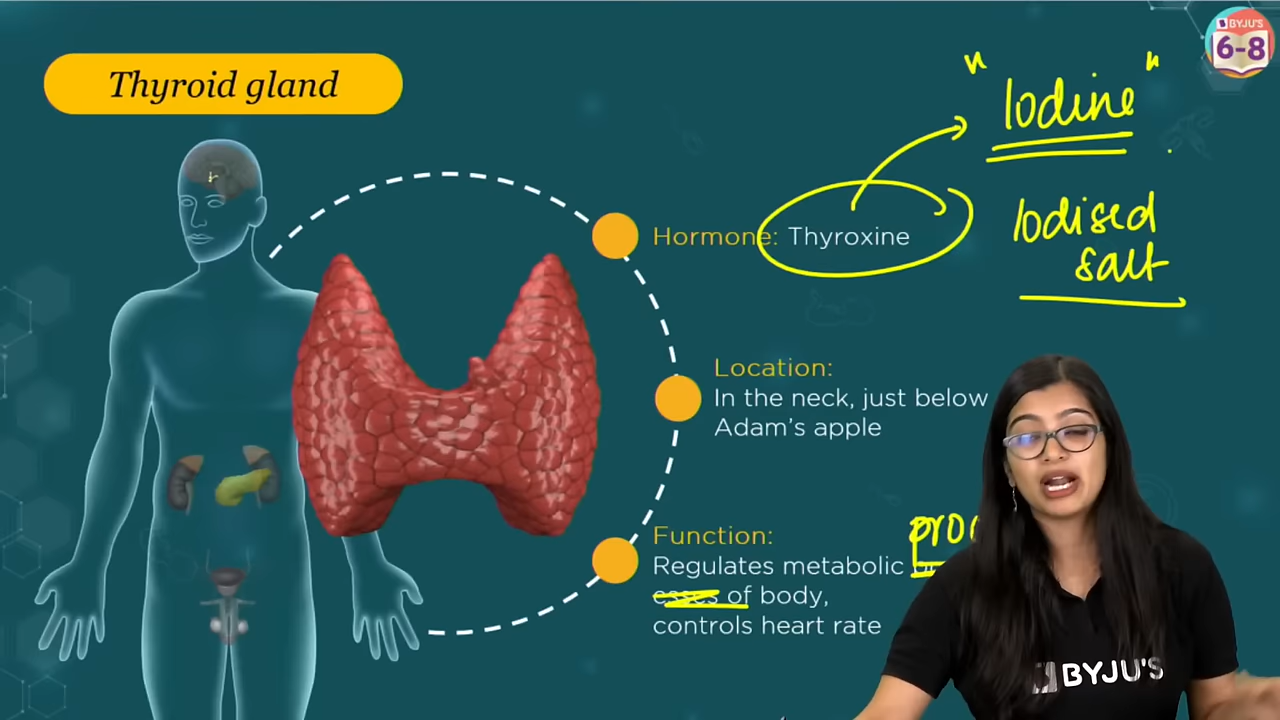 Thyroid gland
BYJU'S
6-8
" Iodine "
Iodised
salt
Hormone: Thyroxine
Location:
In the neck, just below
Adam's apple
Function:
Regulates metabolic
esses of body,
controls heart rate
BYJU'S